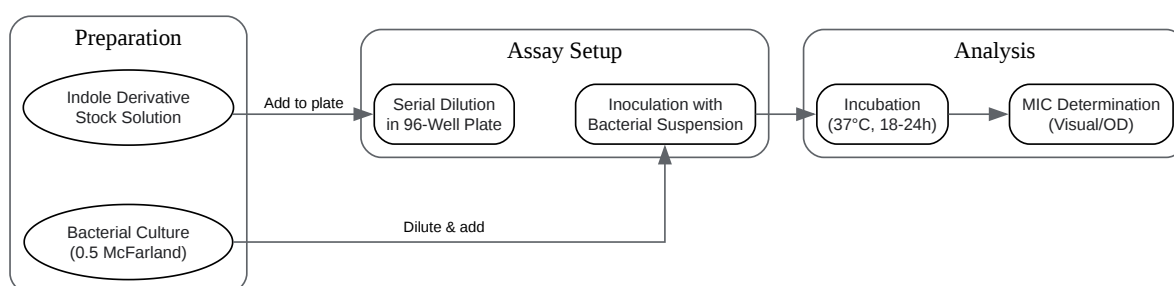 Preparation
Indole Derivative
Stock Solution
Bacterial Culture
(0.5 McFarland)
Add to plate
Dilute & add
Assay Setup
Serial Dilution
in 96-Well Plate
Inoculation with
Bacterial Suspension
Analysis
Incubation
(37°C, 18-24h)
MIC Determination
(Visual/OD)